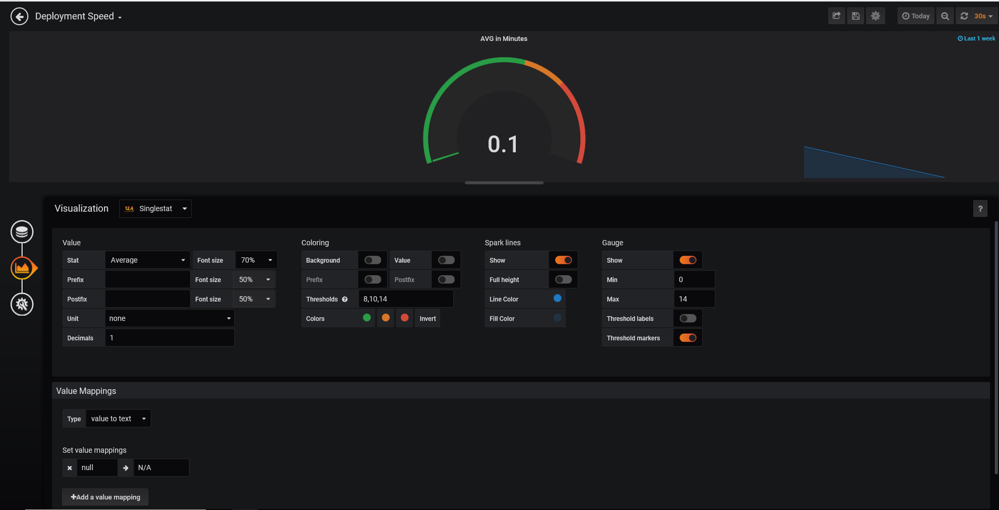 Deployment Speed
Today
30s
AVG in Minutes
Last 1 week
0.1
Visualization
12.4 Singlestat
?
Value
Stat Average Font size 70%
Prefix Font size 50%
Postfix Font size 50%
Unit none
Decimals 1
Coloring
Background Value
Prefix Postfix
Thresholds ? 8,10,14
Colors Invert
Spark lines
Show
Full height
Line Color
Fill Color
Gauge
Show
Min 0
Max 14
Threshold labels
Threshold markers
Value Mappings
Type value to text
Set value mappings
null N/A
+Add a value mapping